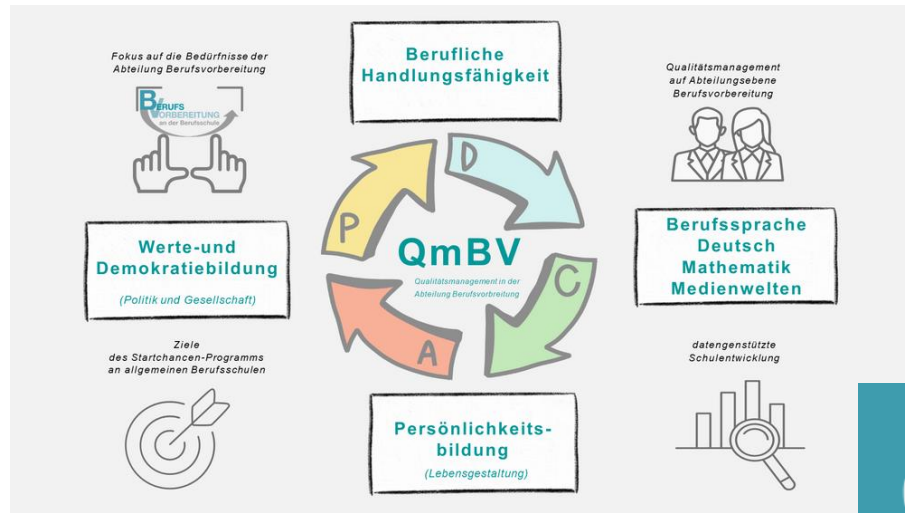 Fokus auf die Bedürfnisse der
Abteilung Berufsvorbereitung
BERUFS
VORBEREITUNG
an der Berufsschule
Berufliche
Handlungsfähigkeit
Qualitätsmanagement
auf Abteilungsebene
Berufsvorbereitung
P
D
C
A
QmBV
Qualitätsmanagement in der
Abteilung Berufsvorbreitung
Werte-und
Demokratiebildung
(Politik und Gesellschaft)
Berufssprache
Deutsch
Mathematik
Medienwelten
Ziele
des Startchancen-Programms
an allgemeinen Berufsschulen
Persönlichkeits-
bildung
(Lebensgestaltung)
datengenstützte
Schulentwicklung